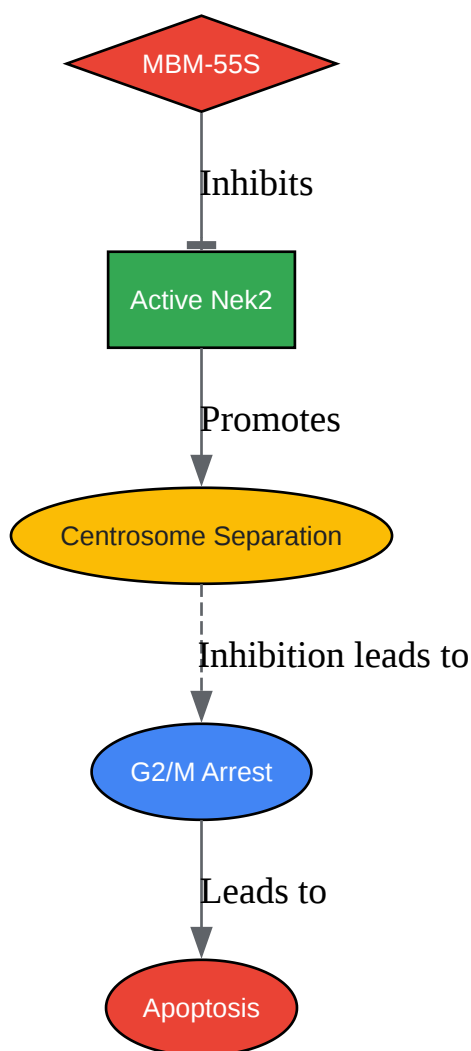 MBM-55S
Inhibits
Active Nek2
Promotes
Centrosome Separation
Inhibition leads to
G2/M Arrest
Leads to
Apoptosis